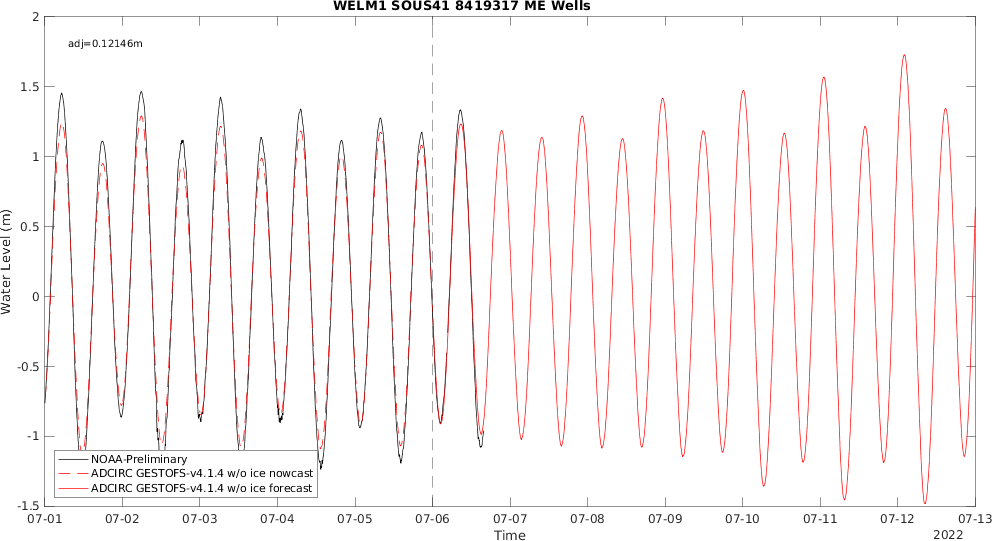 WELM1 SOUS41 8419317 ME Wells
adj=0.12146m
Water Level (m)
2
1.5
1
0.5
0
-0.5
-1
-1.5
NOAA-Preliminary
ADCIRC GESTOFS-v4.1.4 w/o ice nowcast
ADCIRC GESTOFS-v4.1.4 w/o ice forecast
07-01 07-02 07-03 07-04 07-05 07-06 07-07 07-08 07-09 07-10 07-11 07-12 07-13
Time
2022